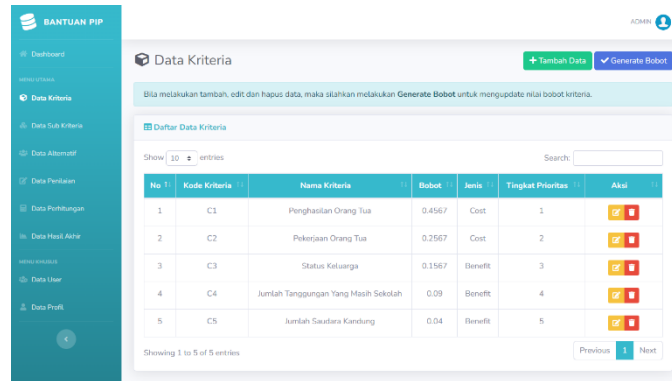 BANTUAN PIP
ADMIN
Dashboard
MENU UTAMA
Data Kriteria
Data Sub Kriteria
Data Alternatif
Data Penilaian
Data Perhitungan
Data Hasil Akhir
MENU KHUSUS
Data User
Data Profil
Data Kriteria
+ Tambah Data
Generate Bobot
Bila melakukan tambah, edit dan hapus data, maka silahkan melakukan Generate Bobot untuk mengupdate nilai bobot kriteria.
Daftar Data Kriteria
Show 10 entries
Search:
No Kode Kriteria Nama Kriteria Bobot Jenis Tingkat Prioritas Aksi
1 C1 Penghasilan Orang Tua 0.4567 Cost 1
2 C2 Pekerjaan Orang Tua 0.2567 Cost 2
3 C3 Status Keluarga 0.1567 Benefit 3
4 C4 Jumlah Tanggungan Yang Masih Sekolah 0.09 Benefit 4
5 C5 Jumlah Saudara Kandung 0.04 Benefit 5
Showing 1 to 5 of 5 entries
Previous 1 Next